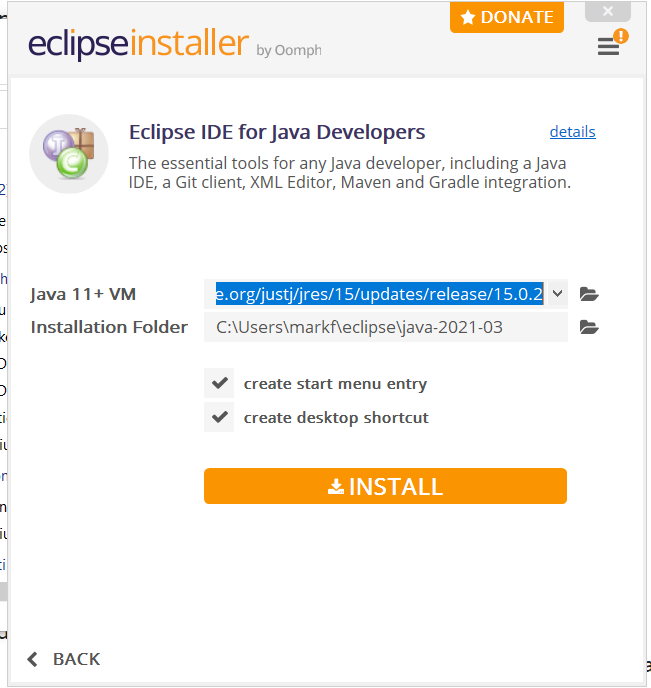 DONATE
eclipseinstaller by Oomph
Eclipse IDE for Java Developers
details
The essential tools for any Java developer, including a Java
IDE, a Git client, XML Editor, Maven and Gradle integration.
Java 11+ VM
e.org/justj/jres/15/updates/release/15.0.2
Installation Folder
C:\Users\markf\eclipse\java-2021-03
create start menu entry
create desktop shortcut
INSTALL
BACK